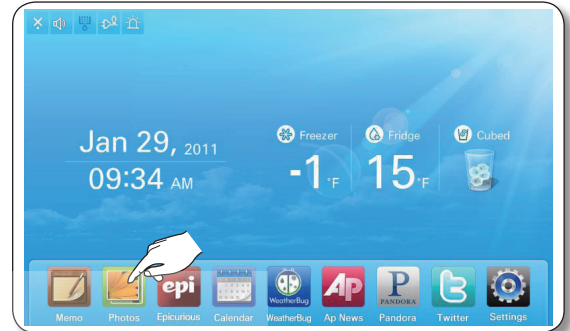 Jan 29, 2011
09:34 AM
Freezer
-1 °F
Fridge
15 °F
Cubed
epi
WeatherBug
AP
P
PANDORA
t
Memo Photos Epicurious Calendar WeatherBug Ap News Pandora Twitter Settings